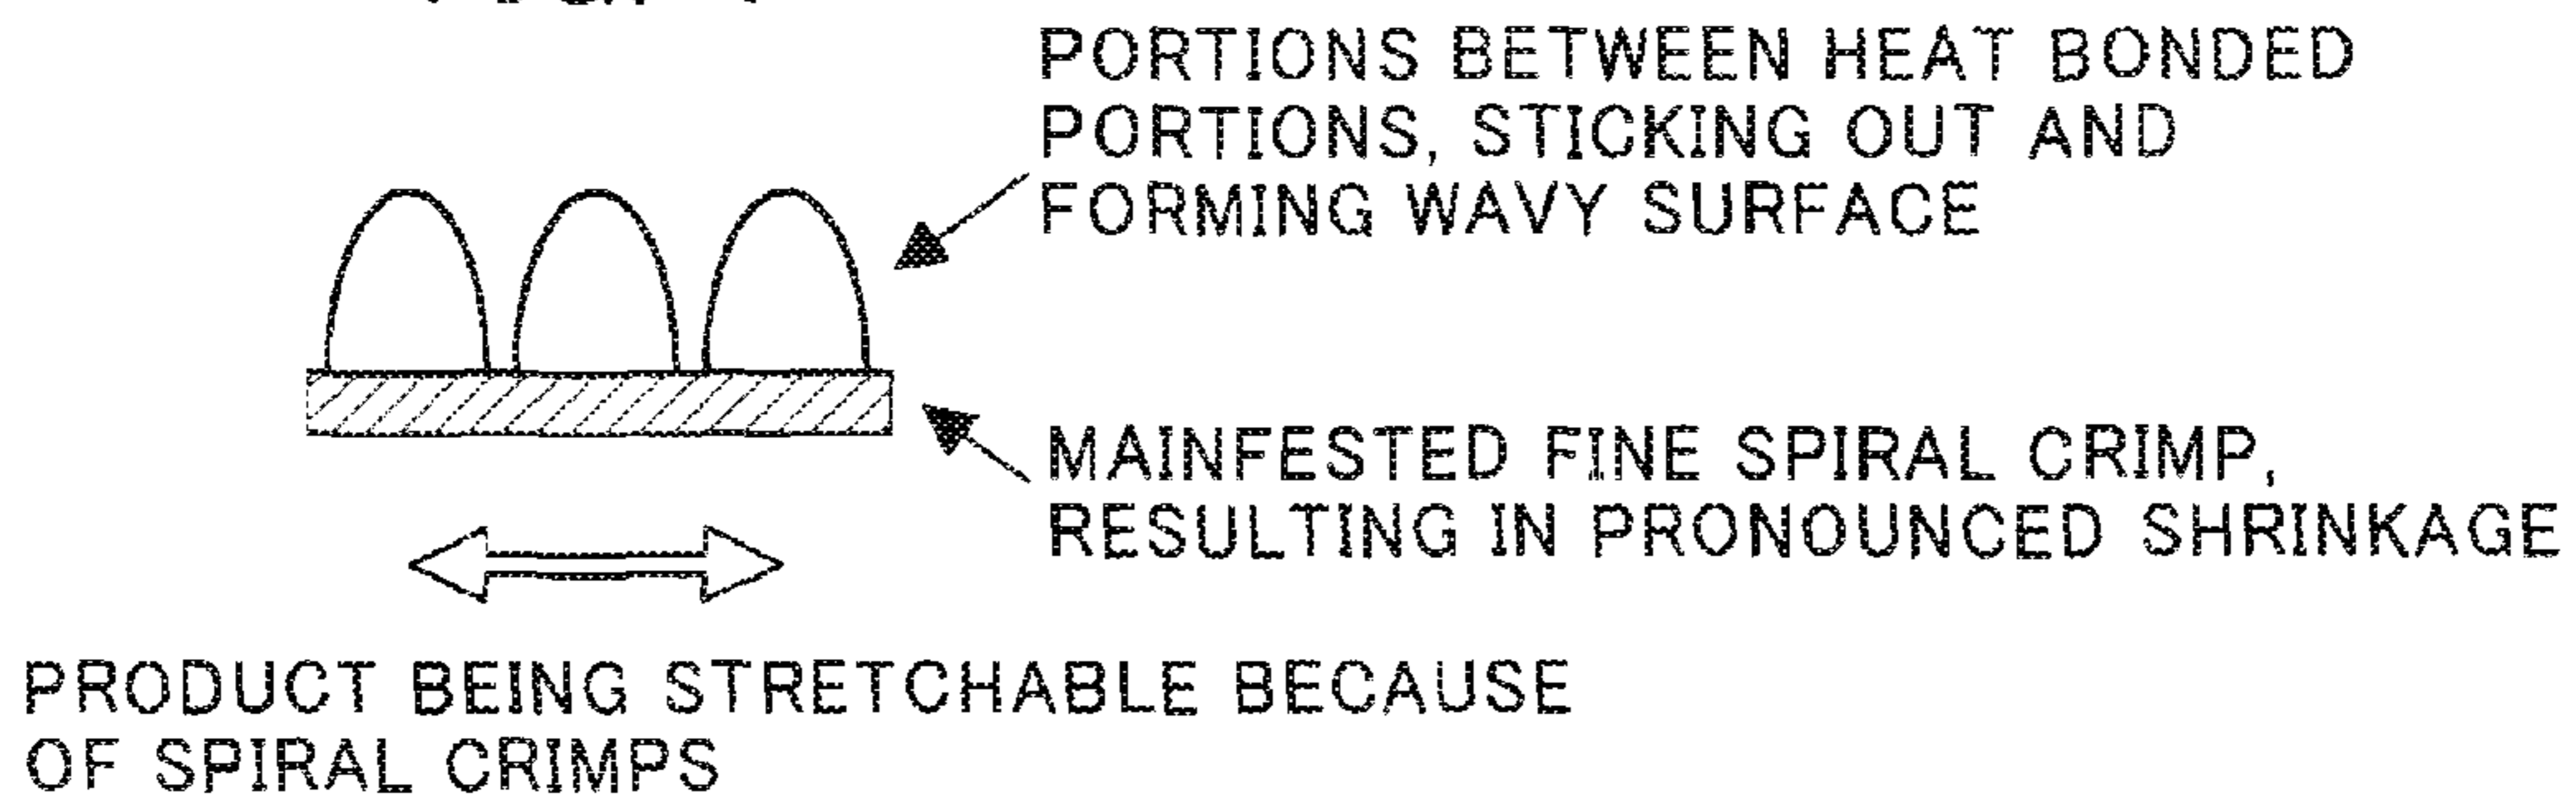 PORTIONS BETWEEN HEAT BONDED
PORTIONS, STICKING OUT AND
FORMING WAVY SURFACE
MAINFESTED FINE SPIRAL CRIMP,
RESULTING IN PRONOUNCED SHRINKAGE
PRODUCT BEING STRETCHABLE BECAUSE
OF SPIRAL CRIMPS